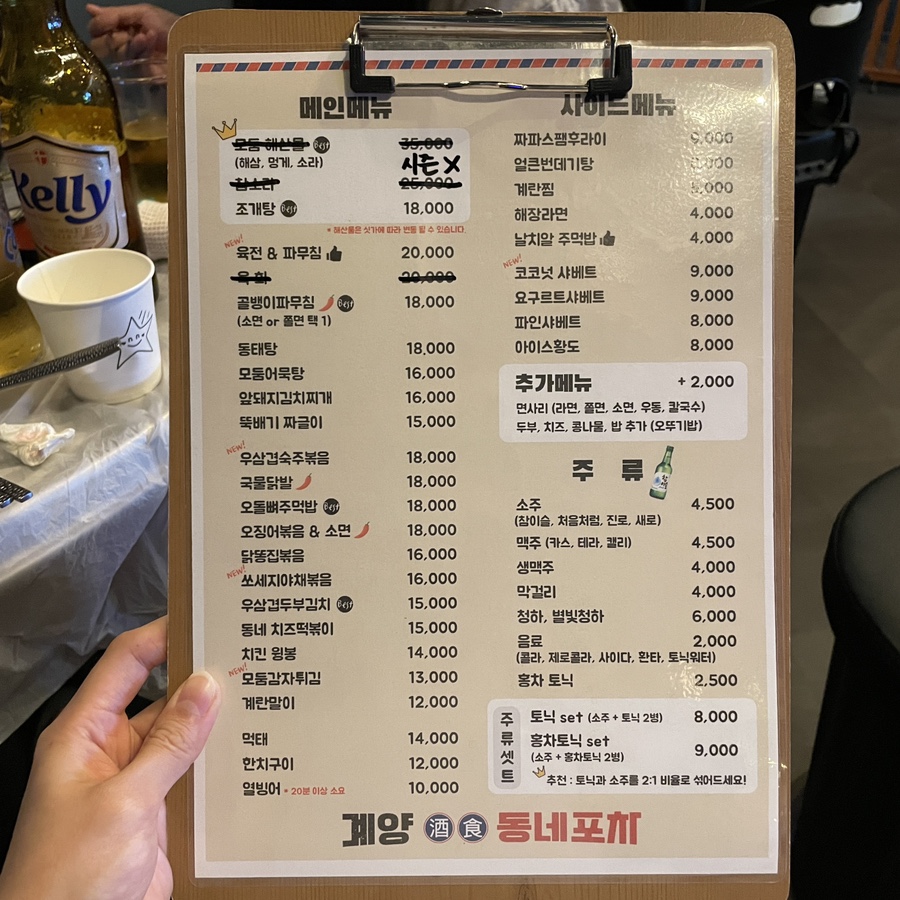 Kelly
메인메뉴
모둠 해산물 Best 35,000
(해삼, 멍게, 소라) 시즌 X
참소라 25,000
조개탕 Best 18,000
* 해산물은 싯가에 따라 변동 될 수 있습니다.
NEW!
육전 & 파무침 20,000
육 회 20,000
골뱅이파무침 Best 18,000
(소면 or 쫄면 택 1)
동태탕 18,000
모둠어묵탕 16,000
앞돼지김치찌개 16,000
뚝배기 짜글이 15,000
NEW!
우삼겹숙주볶음 18,000
국물닭발 18,000
오돌뼈주먹밥 Best 18,000
오징어볶음 & 소면 18,000
닭똥집볶음 16,000
NEW!
쏘세지야채볶음 16,000
우삼겹두부김치 Best 15,000
동네 치즈떡볶이 15,000
치킨 윙봉 14,000
NEW!
모둠감자튀김 13,000
계란말이 12,000
먹태 14,000
한치구이 12,000
열빙어 * 20분 이상 소요 10,000
사이드메뉴
짜파스팸후라이
얼큰번데기탕
계란찜
해장라면 4,000
날치알 주먹밥 4,000
NEW!
코코넛 샤베트 9,000
요구르트샤베트 9,000
파인샤베트 8,000
아이스황도 8,000
추가메뉴 + 2,000
면사리 (라면, 쫄면, 소면, 우동, 칼국수)
두부, 치즈, 콩나물, 밥 추가 (오뚜기밥)
주 류
소주 4,500
(참이슬, 처음처럼, 진로, 새로)
맥주 (카스, 테라, 켈리) 4,500
생맥주 4,000
막걸리 4,000
청하, 별빛청하 6,000
음료 2,000
(콜라, 제로콜라, 사이다, 환타, 토닉워터)
홍차 토닉 2,500
주류셋트
토닉 set (소주 + 토닉 2병) 8,000
홍차토닉 set 9,000
(소주 + 홍차토닉 2병)
추천 : 토닉과 소주를 2:1 비율로 섞어드세요!
계양 酒食 동네포차